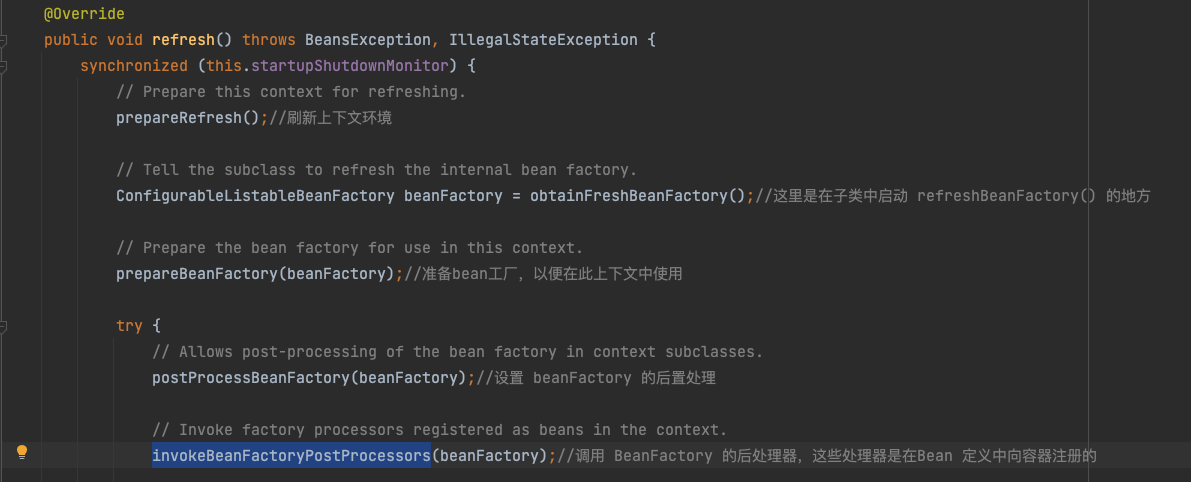 @Override
public void refresh() throws BeansException, IllegalStateException {
synchronized (this.startupShutdownMonitor) {
// Prepare this context for refreshing.
prepareRefresh();//刷新上下文环境
// Tell the subclass to refresh the internal bean factory.
ConfigurableListableBeanFactory beanFactory = obtainFreshBeanFactory();//这里是在子类中启动 refreshBeanFactory() 的地方
// Prepare the bean factory for use in this context.
prepareBeanFactory(beanFactory);//准备bean工厂，以便在此上下文中使用
try {
// Allows post-processing of the bean factory in context subclasses.
postProcessBeanFactory(beanFactory);//设置 beanFactory 的后置处理
// Invoke factory processors registered as beans in the context.
invokeBeanFactoryPostProcessors(beanFactory);//调用 BeanFactory 的后处理器，这些处理器是在Bean 定义中向容器注册的